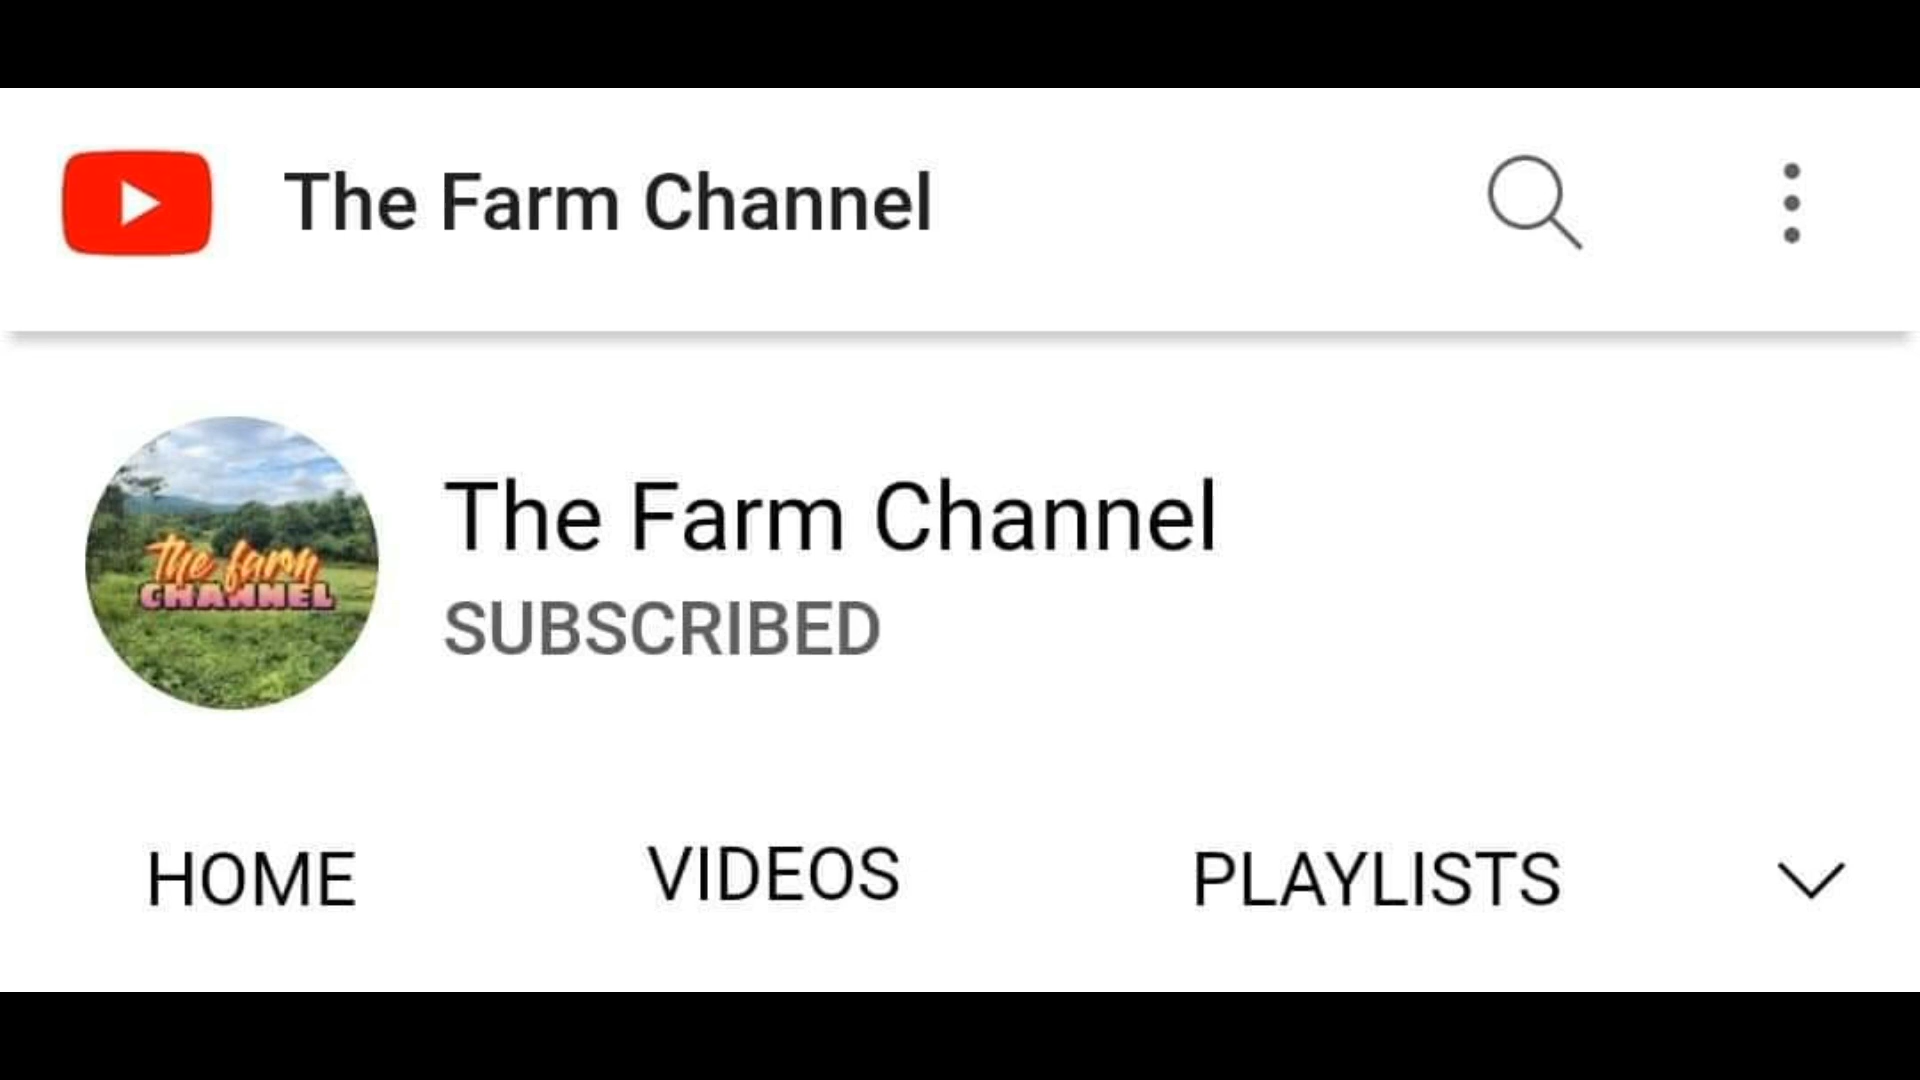 The Farm Channel
The Farm Channel
SUBSCRIBED
the farm
CHANNEL
HOME VIDEOS PLAYLISTS